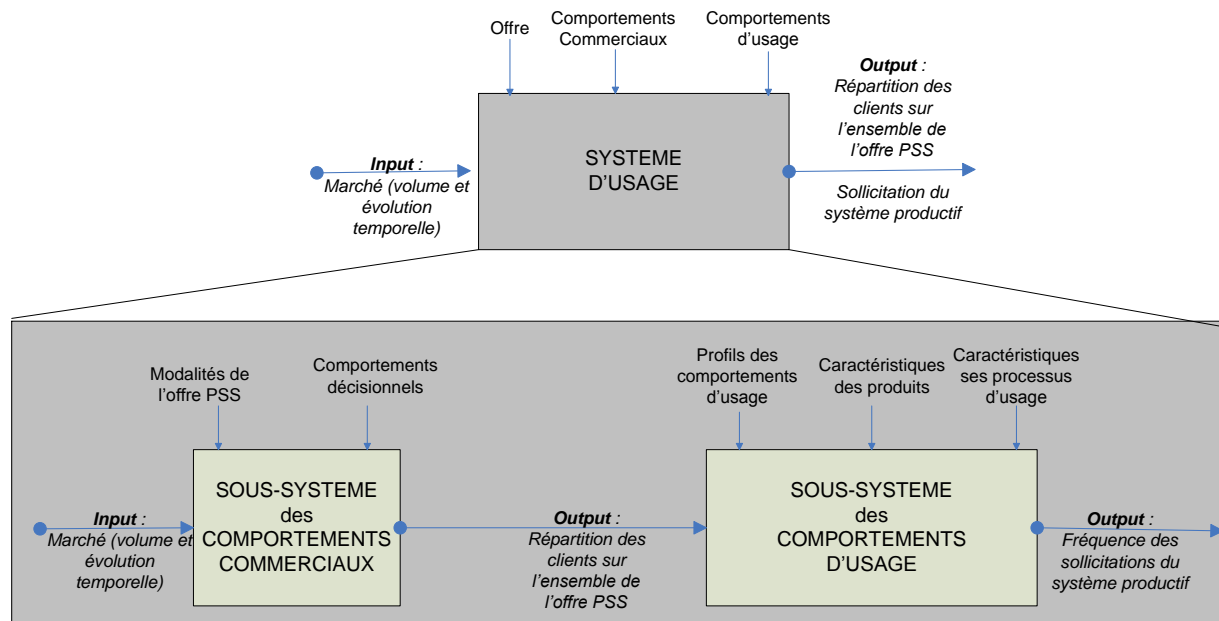 Offre
Comportements
Commerciaux
Comportements
d'usage
Output :
Répartition des
clients sur
l'ensemble de
l'offre PSS
Sollicitation du
système productif
SYSTEME
D'USAGE
Input :
Marché (volume et
évolution
temporelle)
Modalités de
l'offre PSS
Comportements
décisionnels
Profils des
comportements
d'usage
Caractéristiques
des produits
Caractéristiques
ses processus
d'usage
Input :
Marché (volume et
évolution
temporelle)
SOUS-SYSTEME
des
COMPORTEMENTS
COMMERCIAUX
Output :
Répartition des
clients sur
l'ensemble de
l'offre PSS
SOUS-SYSTEME
des
COMPORTEMENTS
D'USAGE
Output :
Fréquence des
sollicitations du
système productif